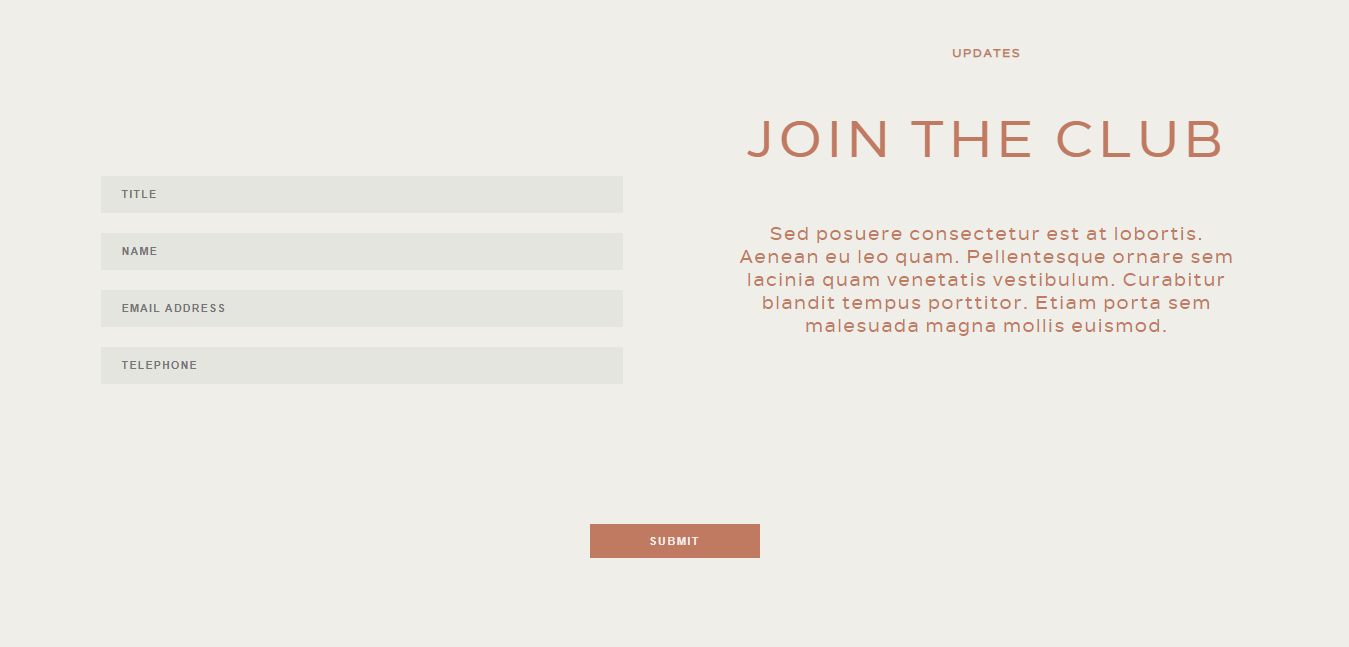 UPDATES
JOIN THE CLUB
TITLE
NAME
EMAIL ADDRESS
TELEPHONE
Sed posuere consectetur est at lobortis.
Aenean eu leo quam. Pellentesque ornare sem
lacinia quam venetatis vestibulum. Curabitur
blandit tempus porttitor. Etiam porta sem
malesuada magna mollis euismod.
SUBMIT